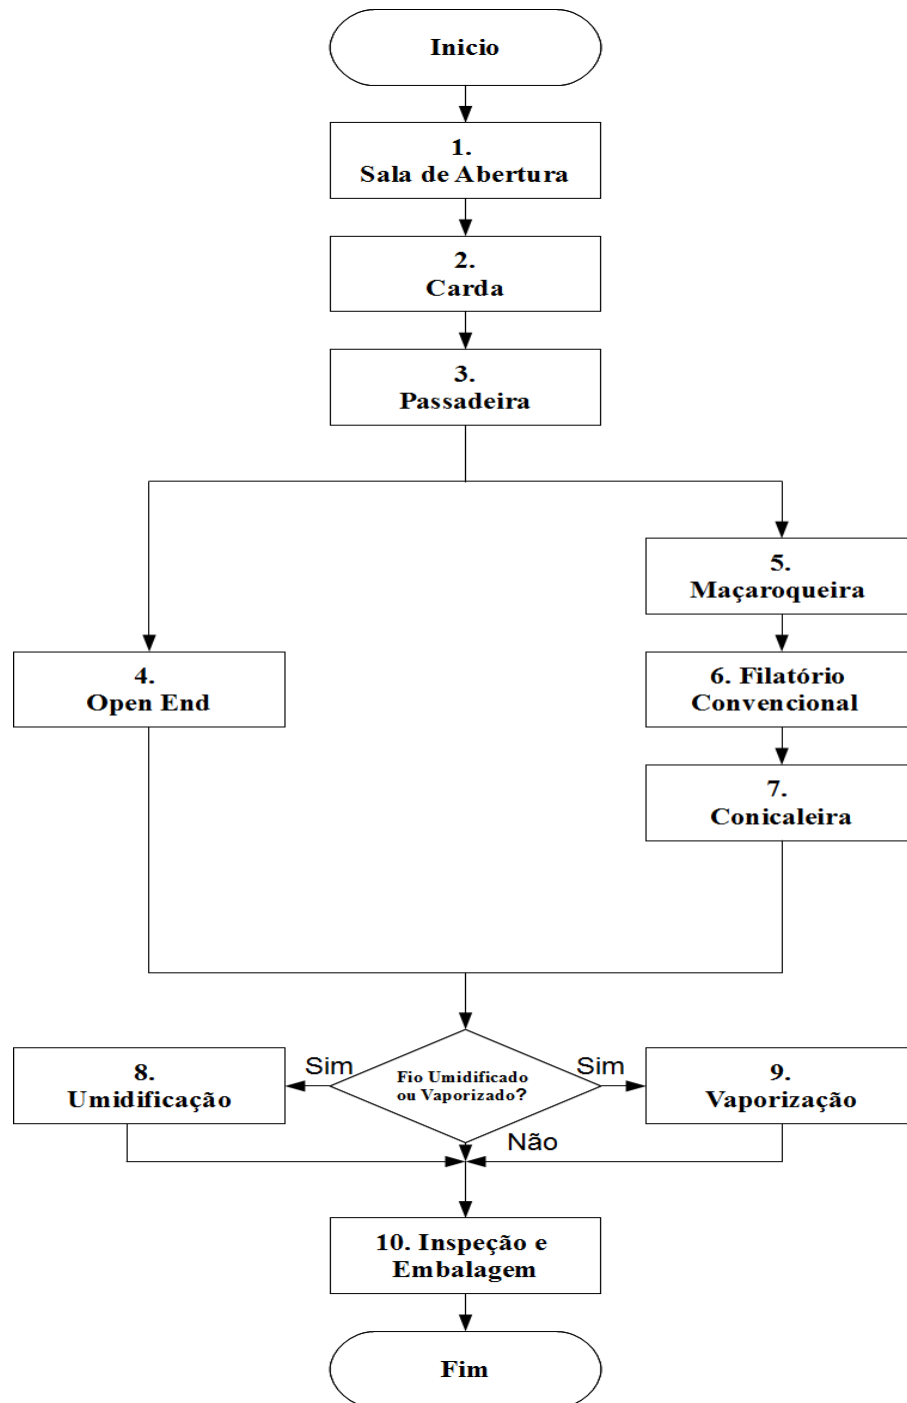 Inicio
1.
Sala de Abertura
2.
Carda
3.
Passadeira
5.
Maçaroqueira
4.
Open End
6. Filatório
Convencional
7.
Conicaleira
8.
Umidificação
Sim
Fio Umidificado
ou Vaporizado?
Sim
9.
Vaporização
Não
10. Inspeção e
Embalagem
Fim